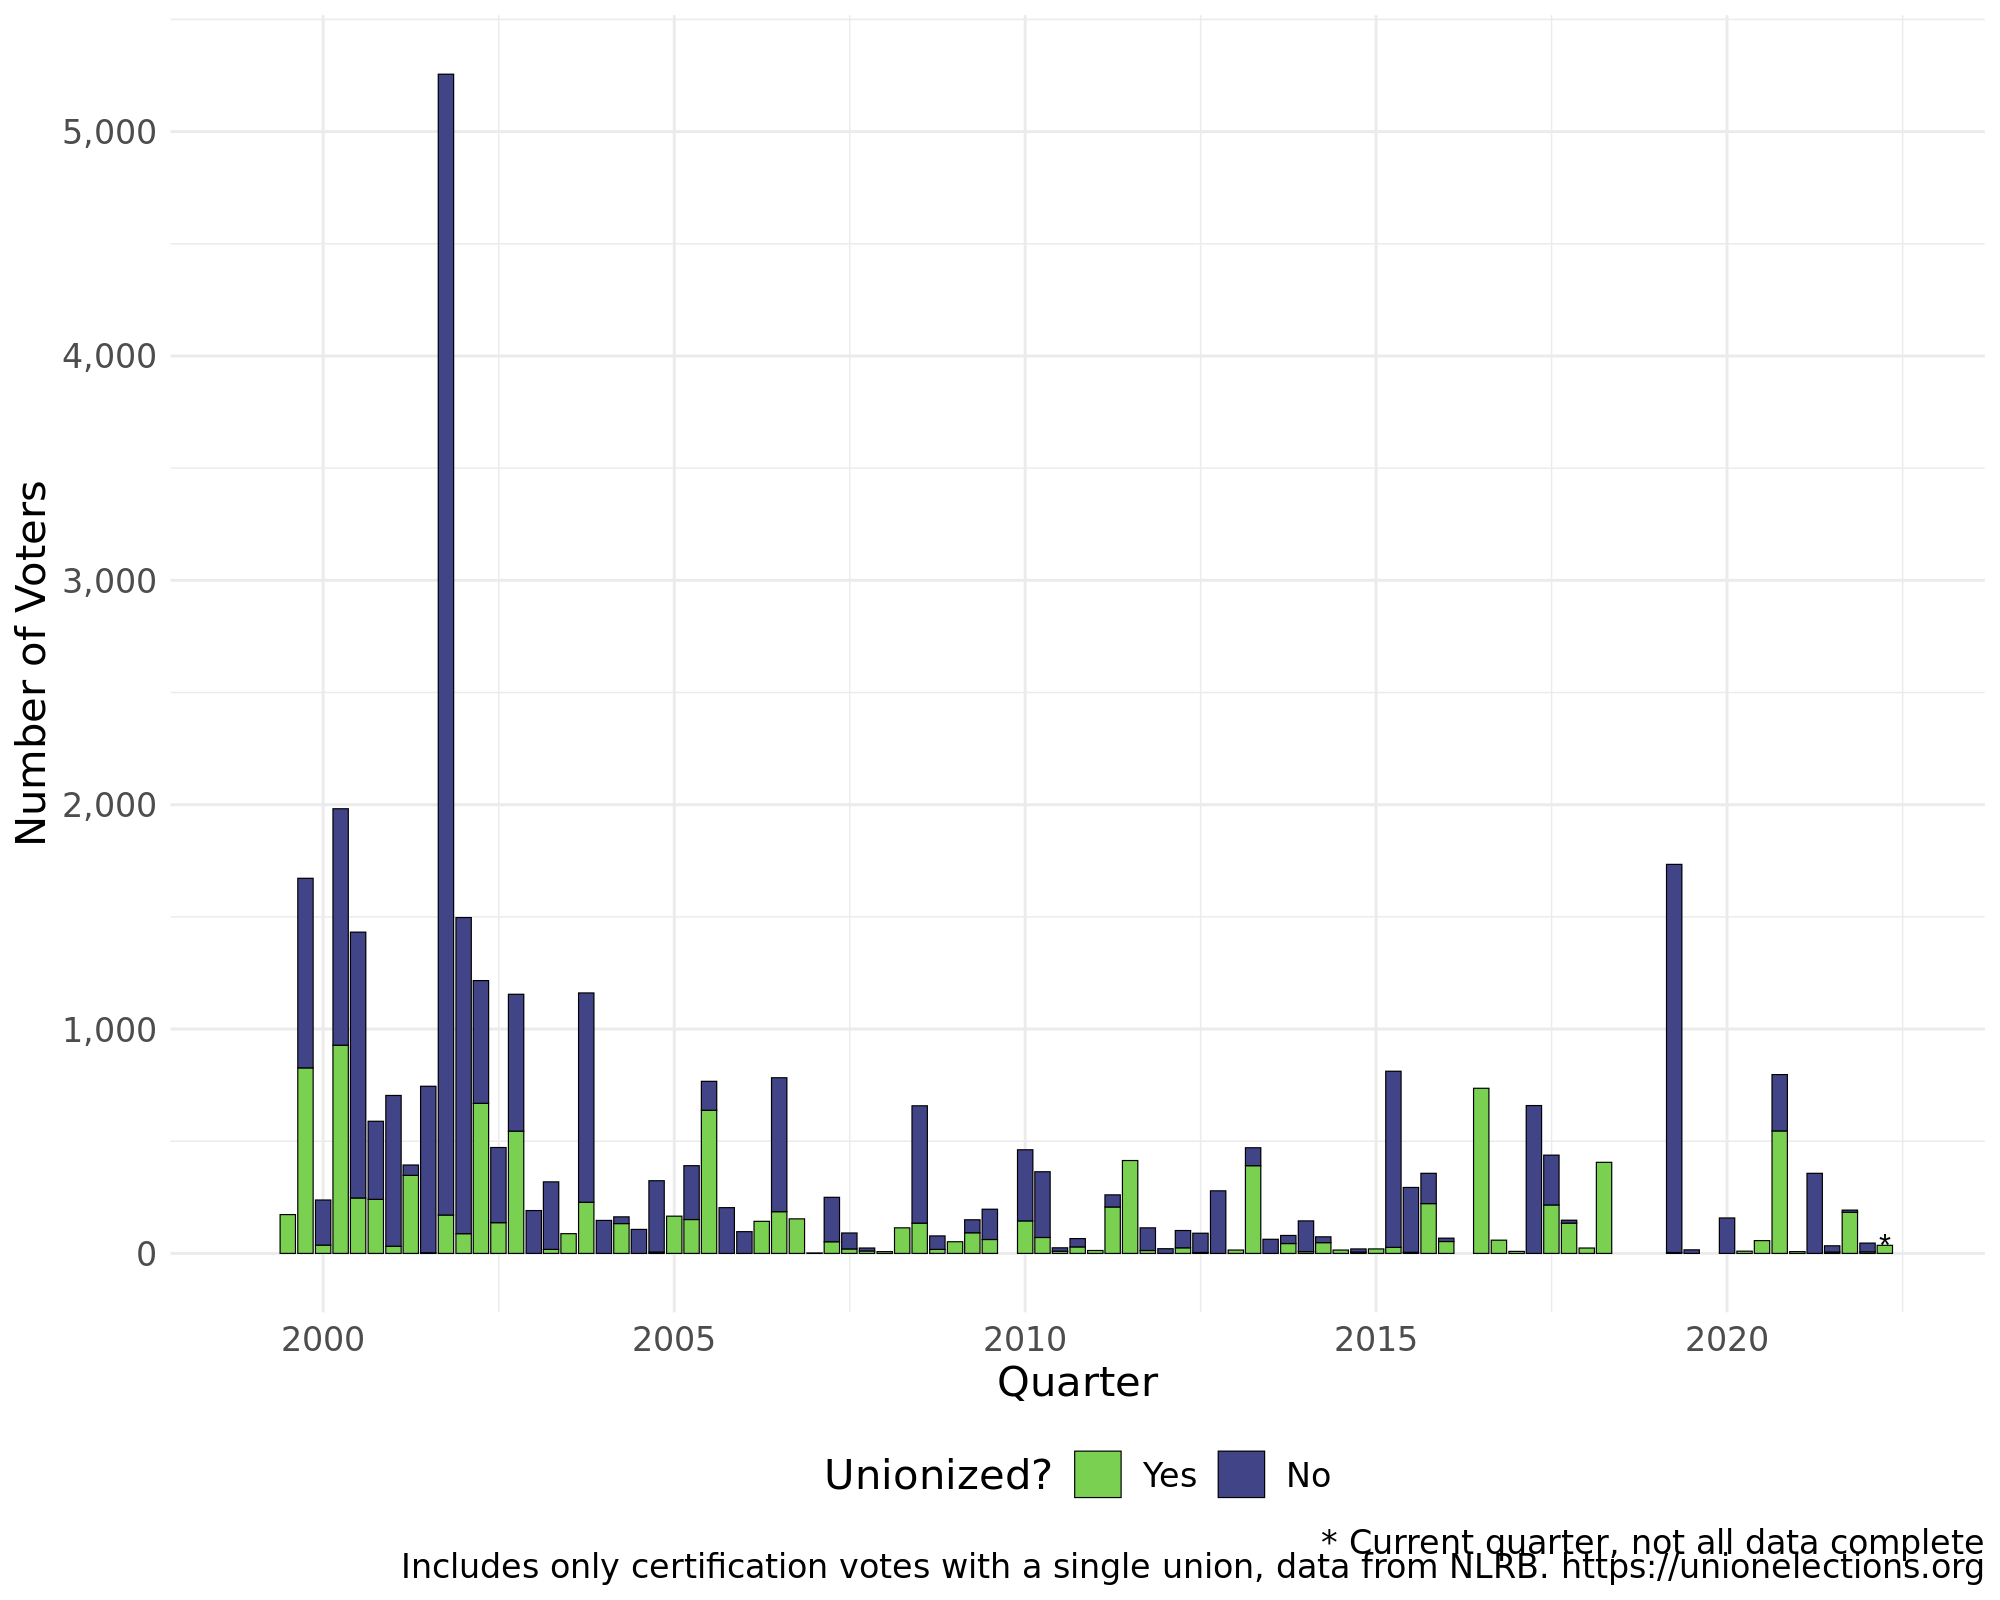 5,000
4,000
3,000
2,000
1,000
0
Number of Voters
*
2000 2005 2010 2015 2020
Quarter
Unionized? Yes No
* Current quarter, not all data complete
Includes only certification votes with a single union, data from NLRB. https://unionelections.org